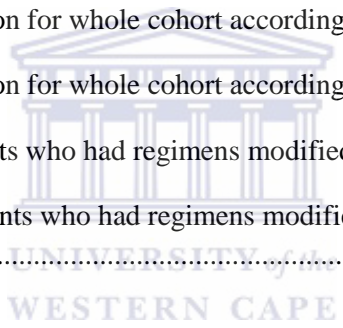 on for whole cohort according
on for whole cohort according
ts who had regimens modified
nts who had regimens modifie
UNIVERSITY of the
WESTERN CAPE